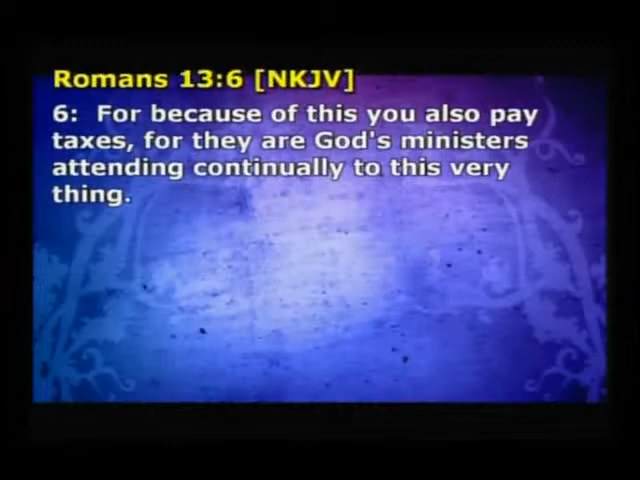 Romans 13:6 [NKJV]
6:  For because of this you also pay
taxes, for they are God's ministers
attending continually to this very
thing.